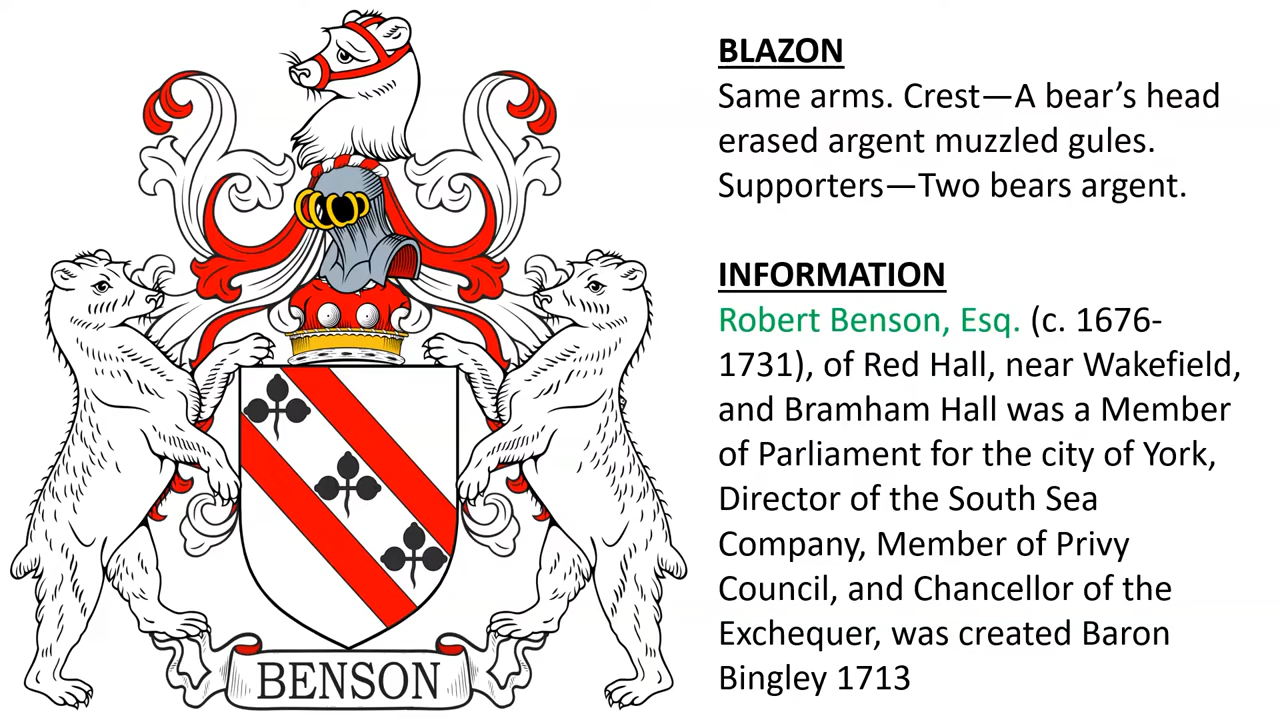 BLAZON
Same arms. Crest—A bear’s head
erased argent muzzled gules.
Supporters—Two bears argent.
INFORMATION
Robert Benson, Esq. (c. 1676-
1731), of Red Hall, near Wakefield,
and Bramham Hall was a Member
of Parliament for the city of York,
Director of the South Sea
Company, Member of Privy
Council, and Chancellor of the
Exchequer, was created Baron
Bingley 1713
BENSON